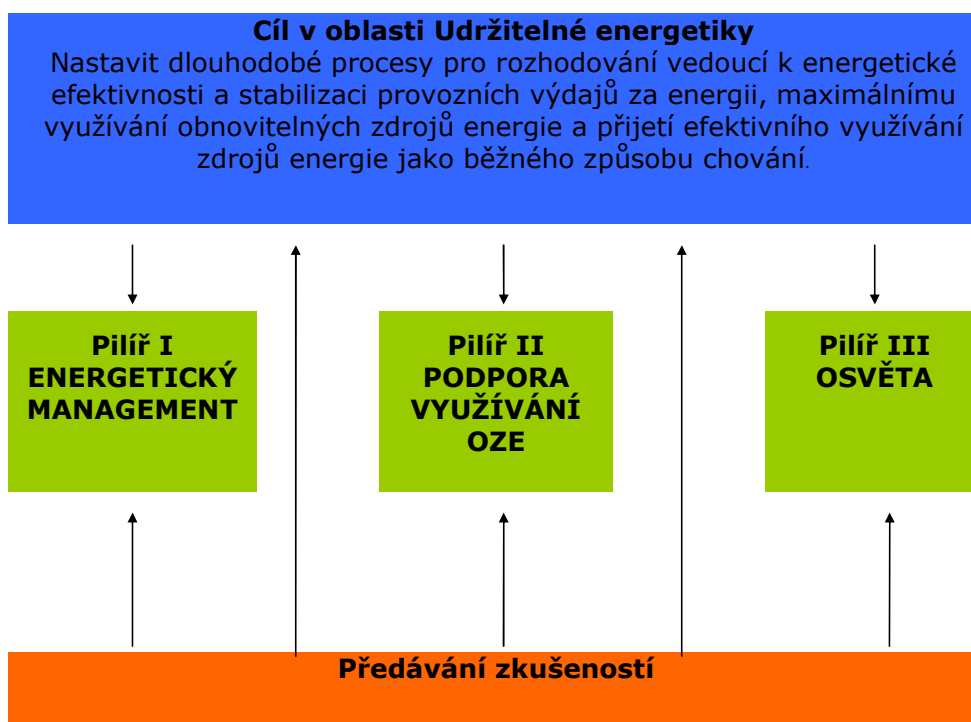 Cíl v oblasti Udržitelné energetiky
Nastavit dlouhodobé procesy pro rozhodování vedoucí k energetické
efektivnosti a stabilizaci provozních výdajů za energii, maximálnímu
využívání obnovitelných zdrojů energie a přijetí efektivního využívání
zdrojů energie jako běžného způsobu chování.
Pilíř I
ENERGETICKÝ
MANAGEMENT
Pilíř II
PODPORA
VYUŽÍVÁNÍ
OZE
Pilíř III
OSVĚTA
Předávání zkušeností